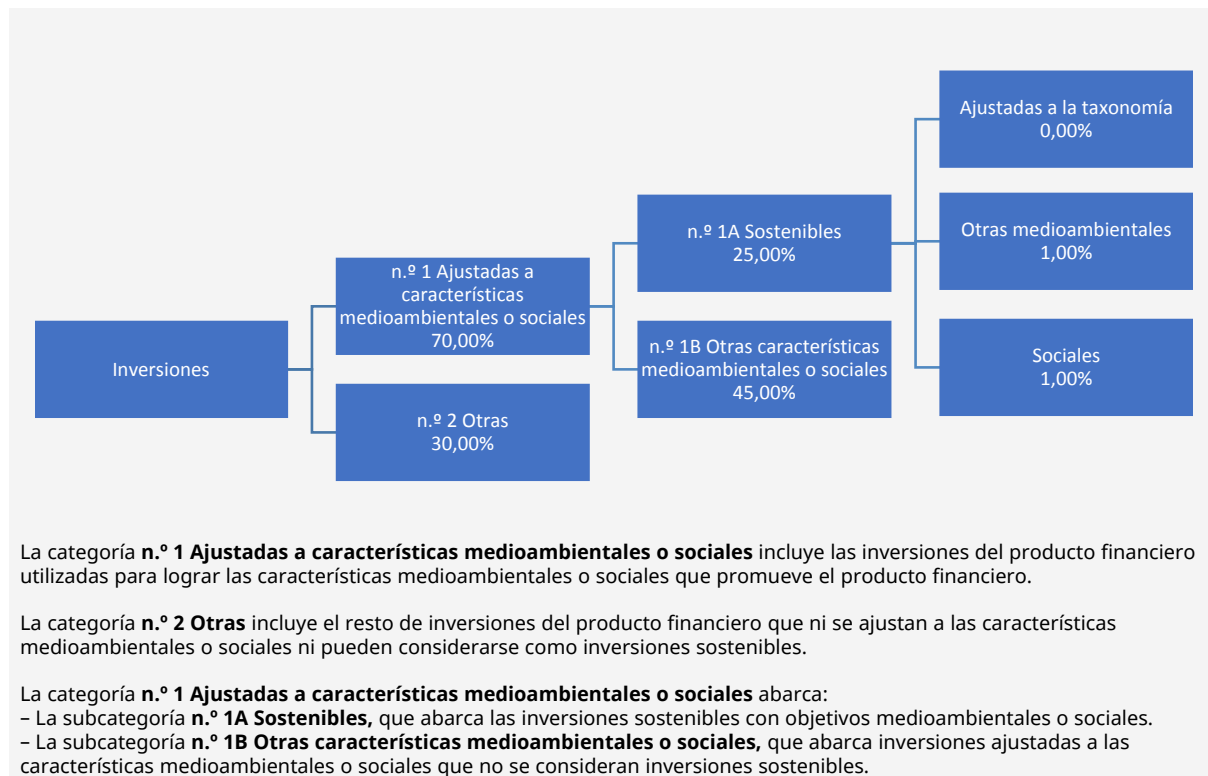 Inversiones
n.º 1 Ajustadas a
características
medioambientales o sociales
70,00%
n.º 2 Otras
30,00%
n.º 1A Sostenibles
25,00%
n.º 1B Otras características
medioambientales o sociales
45,00%
Ajustadas a la taxonomía
0,00%
Otras medioambientales
1,00%
Sociales
1,00%
La categoría n.º 1 Ajustadas a características medioambientales o sociales incluye las inversiones del producto financiero
utilizadas para lograr las características medioambientales o sociales que promueve el producto financiero.
La categoría n.º 2 Otras incluye el resto de inversiones del producto financiero que ni se ajustan a las características
medioambientales o sociales ni pueden considerarse como inversiones sostenibles.
La categoría n.º 1 Ajustadas a características medioambientales o sociales abarca:
– La subcategoría n.º 1A Sostenibles, que abarca las inversiones sostenibles con objetivos medioambientales o sociales.
– La subcategoría n.º 1B Otras características medioambientales o sociales, que abarca inversiones ajustadas a las
características medioambientales o sociales que no se consideran inversiones sostenibles.